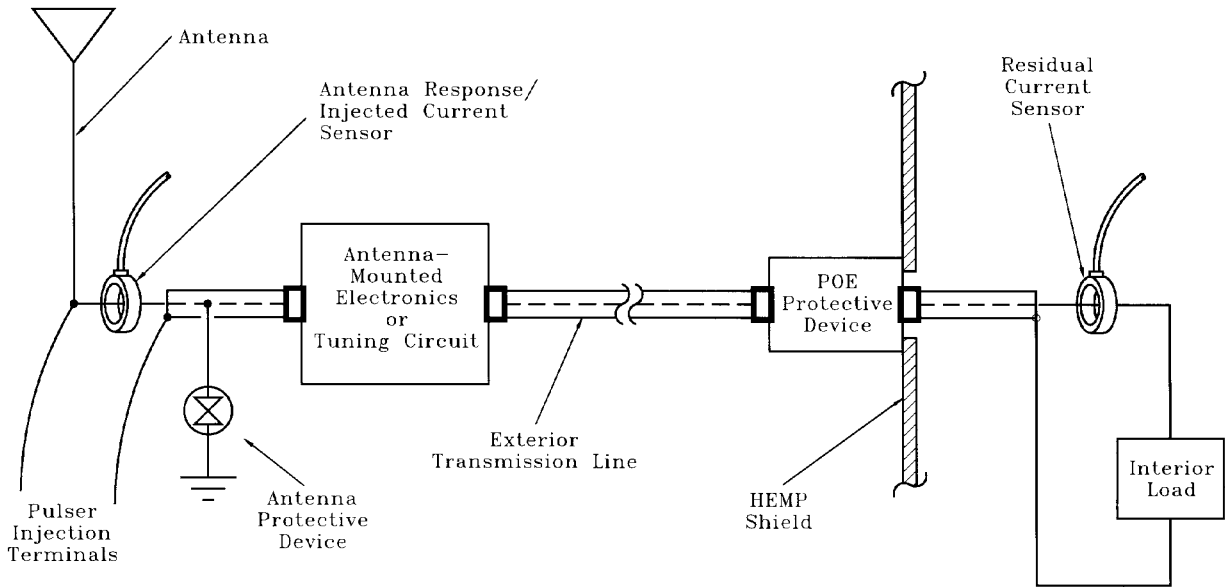 Antenna
Antenna Response/
Injected Current
Sensor
Residual
Current
Sensor
Antenna-
Mounted
Electronics
or
Tuning Circuit
POE
Protective
Device
Exterior
Transmission Line
HEMP
Shield
Interior
Load
Pulser
Injection
Terminals
Antenna
Protective
Device